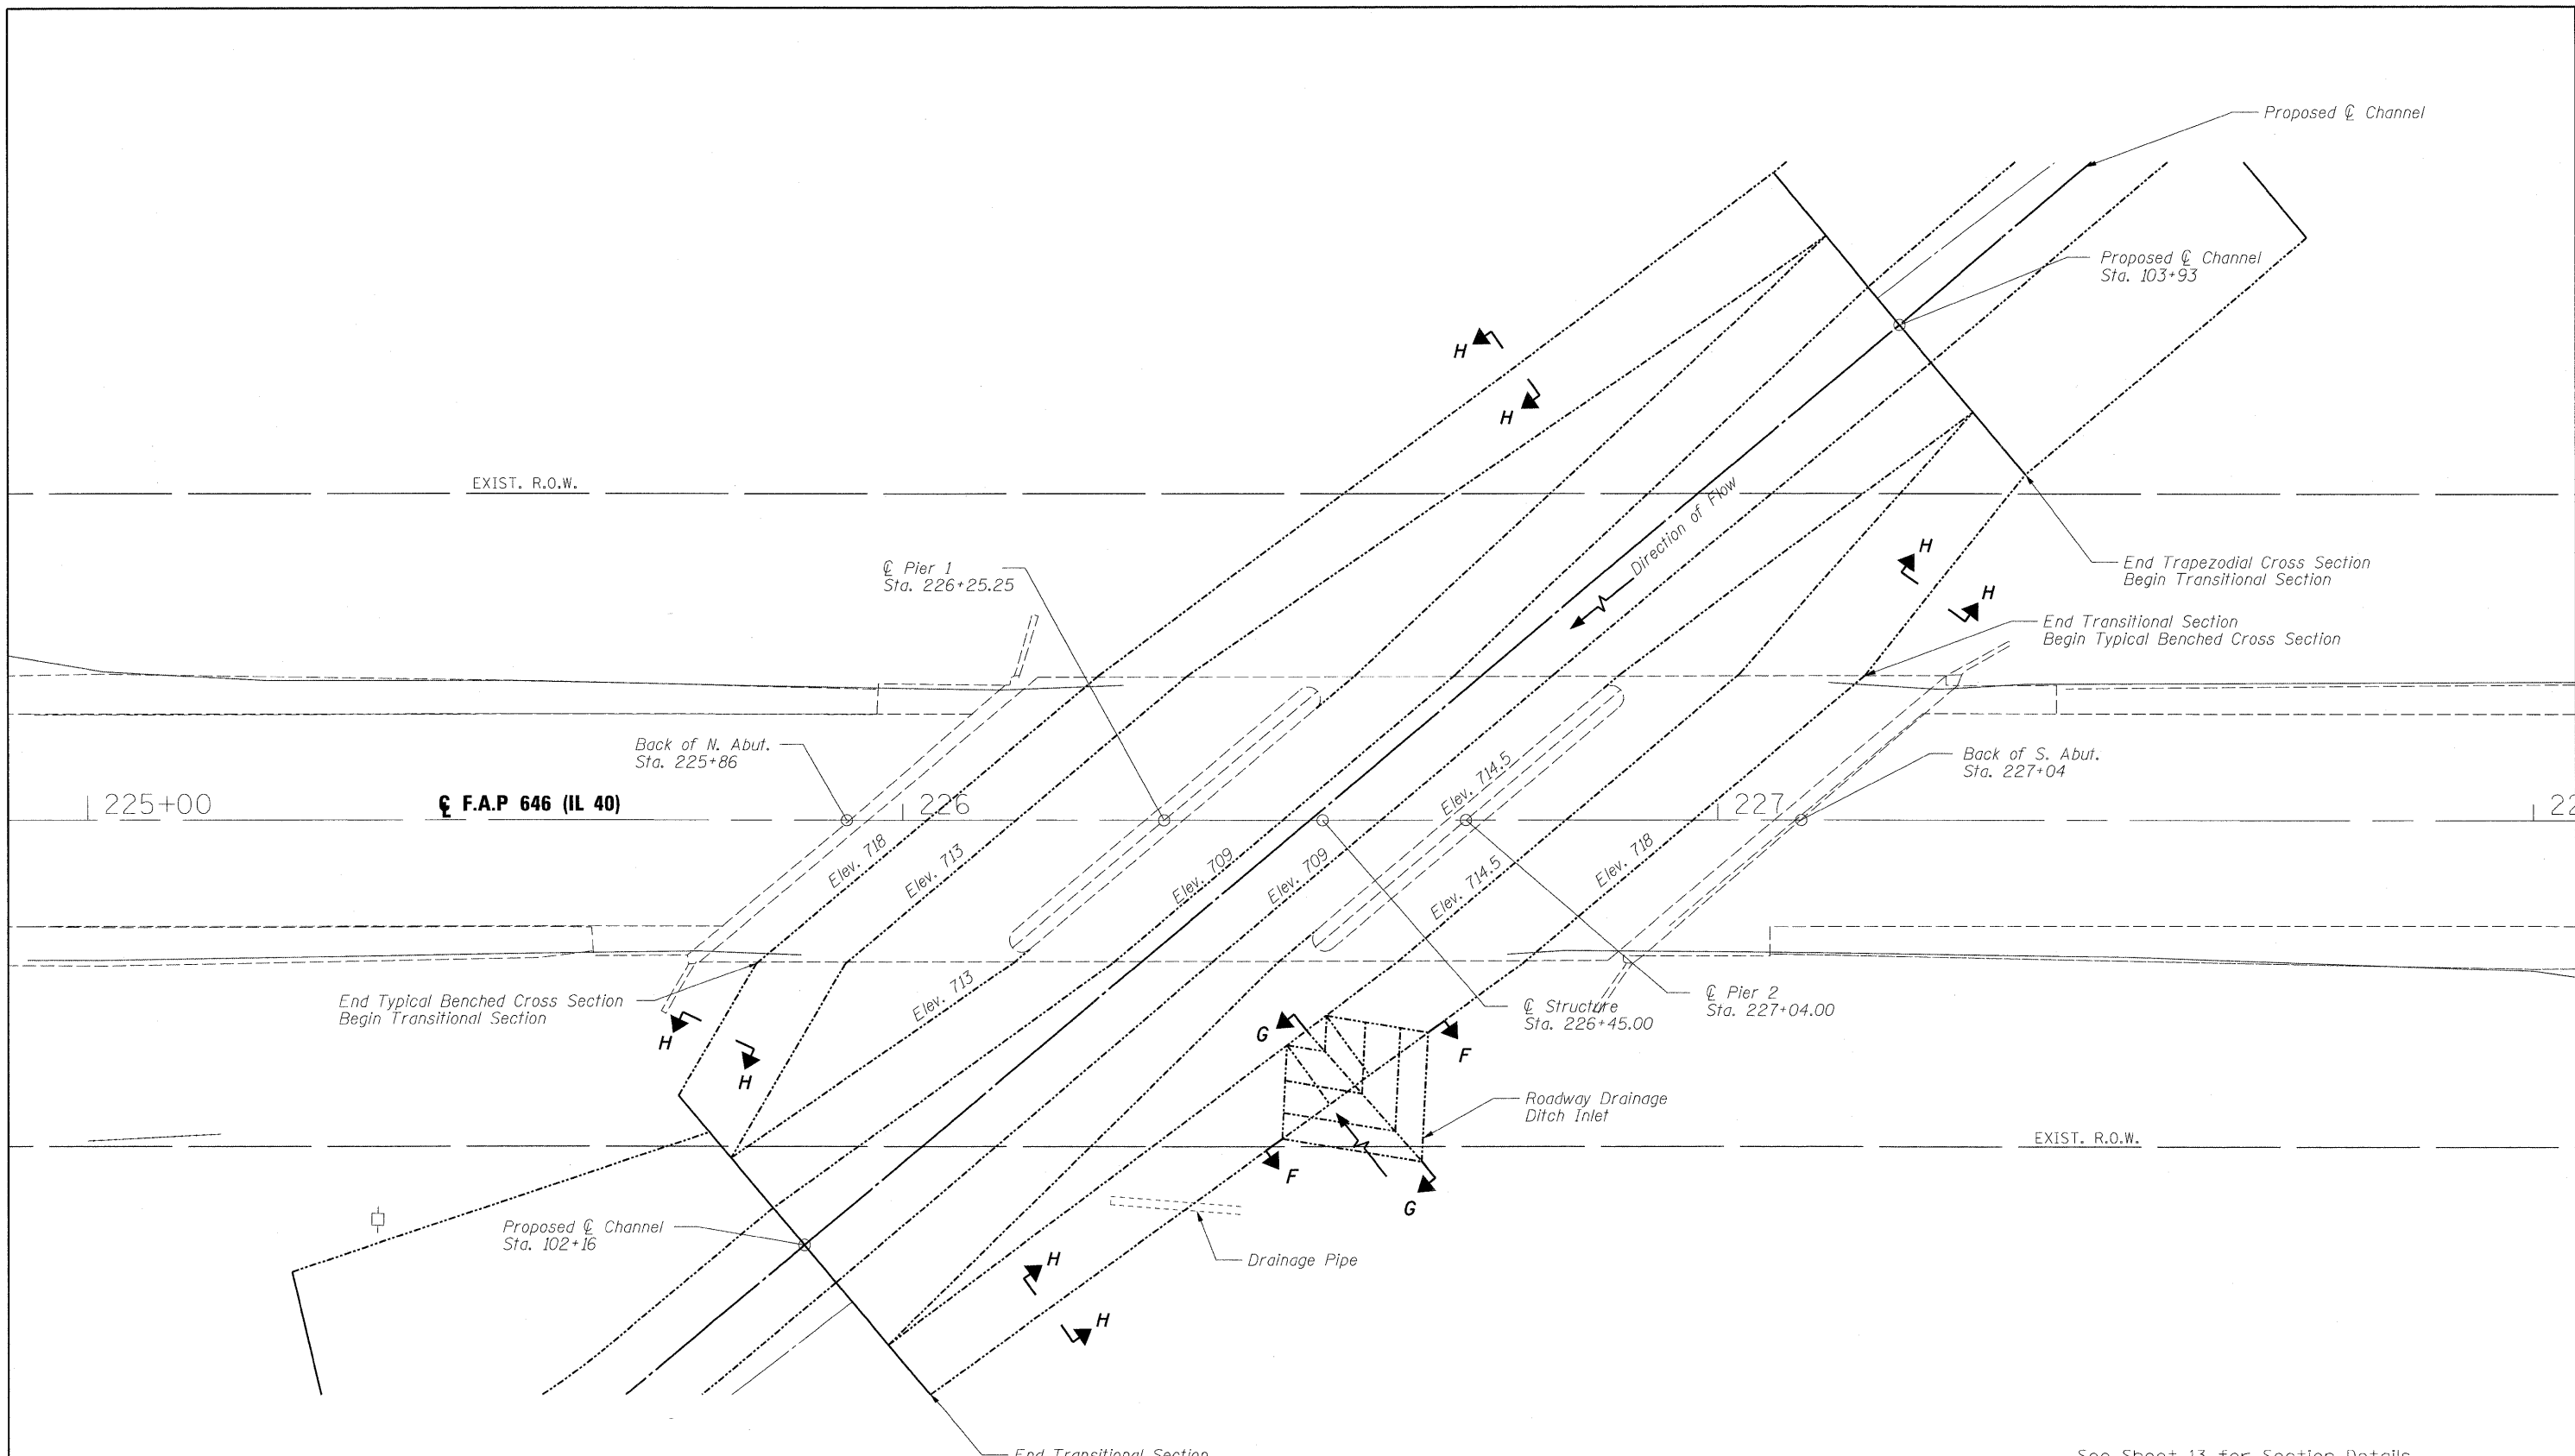 Proposed ℄ Channel
Proposed ℄ Channel
Sta. 103+93
H
H
EXIST. R.O.W.
Direction of Flow
℄ Pier 1
Sta. 226+25.25
H
End Trapezodial Cross Section
Begin Transitional Section
H
End Transitional Section
Begin Typical Benched Cross Section
Back of N. Abut.
Sta. 225+86
Back of S. Abut.
Sta. 227+04
Elev. 714.5
225+00
℄ F.A.P 646 (IL 40)
226
227
22
Elev. 718
Elev. 713
Elev. 709
Elev. 709
Elev. 714.5
Elev. 718
Elev. 713
End Typical Benched Cross Section
Begin Transitional Section
℄ Structure
Sta. 226+45.00
℄ Pier 2
Sta. 227+04.00
H
H
G
F
Roadway Drainage
Ditch Inlet
EXIST. R.O.W.
F
G
Proposed ℄ Channel
Sta. 102+16
Drainage Pipe
H
H
End Transitional Section
See Sheet 13 for Section Details